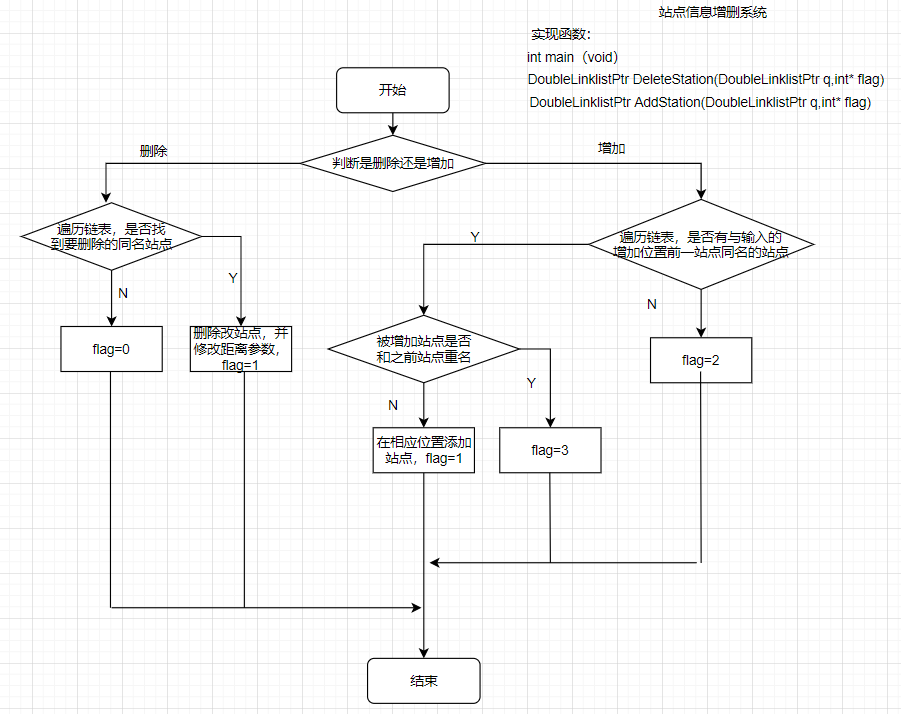 站点信息增删系统
实现函数：
int main（void）
DoubleLinklistPtr DeleteStation(DoubleLinklistPtr q,int* flag)
DoubleLinklistPtr AddStation(DoubleLinklistPtr q,int* flag)
开始
删除
判断是删除还是增加
增加
遍历链表，是否找
到要删除的同名站点
Y
遍历链表，是否有与输入的
增加位置前一站点同名的站点
N
Y
N
flag=0
删除改站点，并
修改距离参数，
flag=1
被增加站点是否
和之前站点重名
flag=2
Y
N
在相应位置添加
站点，flag=1
flag=3
结束